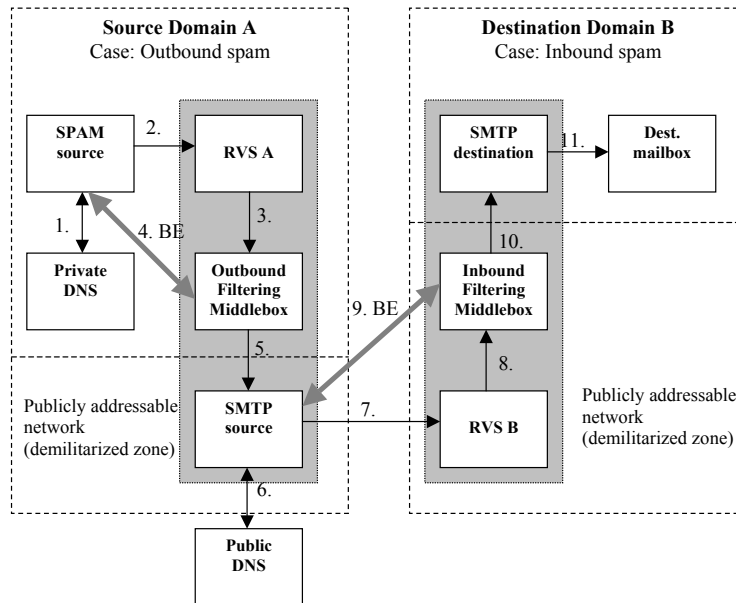 Source Domain A
Case: Outbound spam
Destination Domain B
Case: Inbound spam
SPAM
source
2.
RVS A
SMTP
destination
11.
Dest.
mailbox
1.
4. BE
3.
10.
Private
DNS
Outbound
Filtering
Middlebox
9. BE
Inbound
Filtering
Middlebox
5.
8.
Publicly addressable
network
(demilitarized zone)
SMTP
source
7.
RVS B
Publicly addressable
network
(demilitarized zone)
6.
Public
DNS